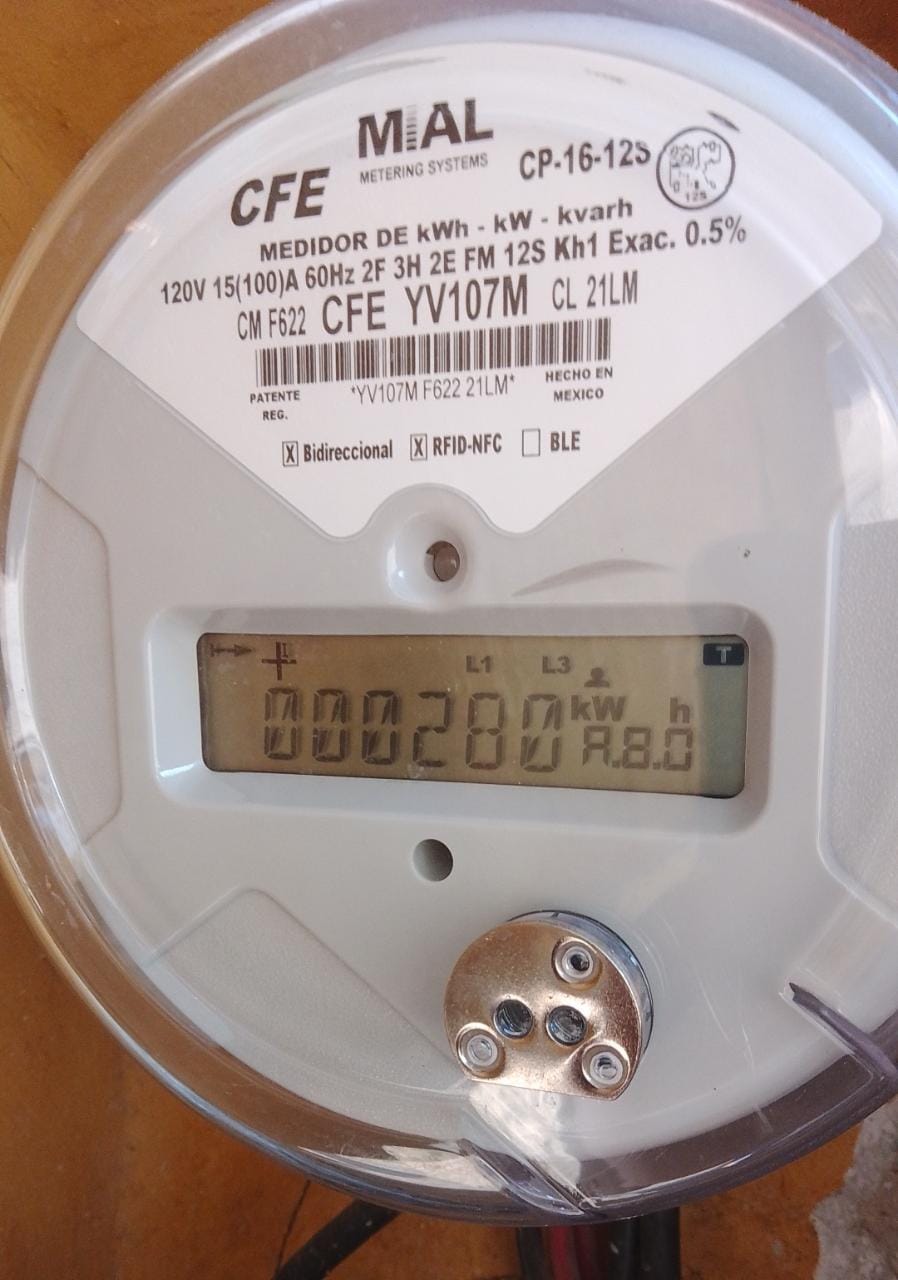 MIAL
METERING SYSTEMS
CFE
CP-16-12S
12S
MEDIDOR DE kWh - kW - kvarh
120V 15(100)A 60Hz 2F 3H 2E FM 12S Kh1 Exac. 0.5%
CM F622 CFE YV107M CL 21LM
PATENTE REG.
*YV107M F622 21LM*
HECHO EN MEXICO
X Bidireccional X RFID-NFC BLE
L1 L3 T
000280 kW h
A.8.0